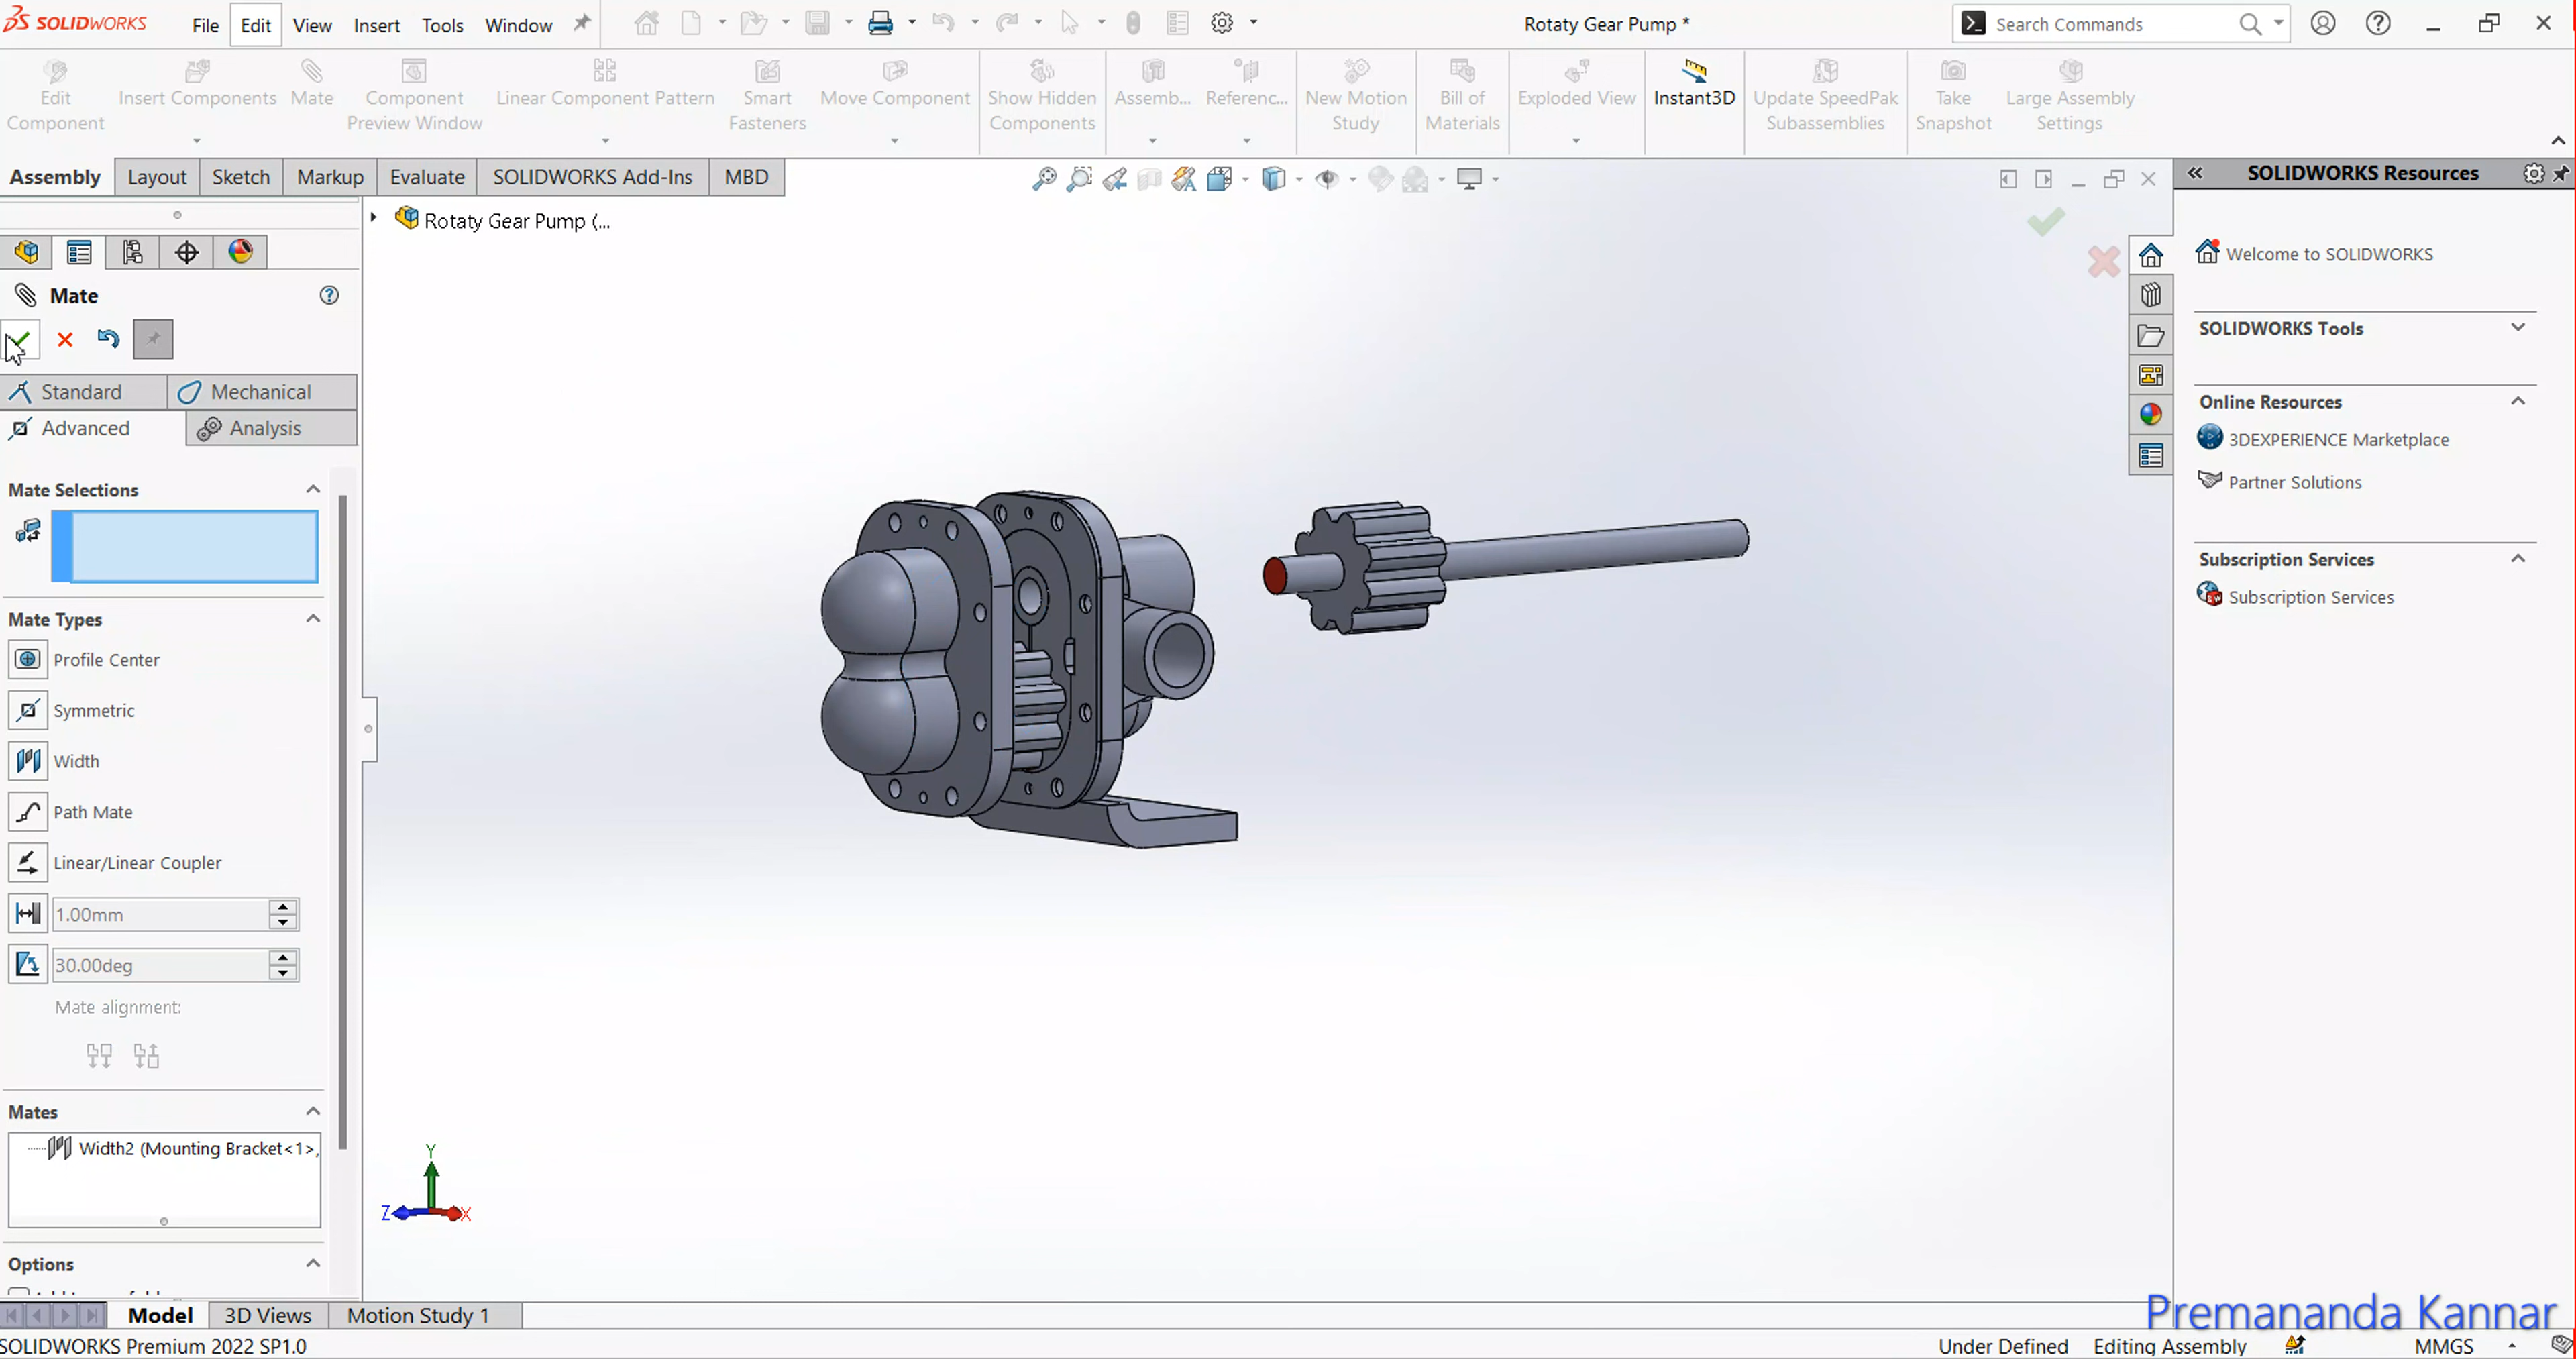 SOLIDWORKS File Edit View Insert Tools Window Rotaty Gear Pump * Search Commands
Edit Component
Insert Components
Mate
Component Preview Window
Linear Component Pattern
Smart Fasteners
Move Component
Show Hidden Components
Assemb...
Referenc...
New Motion Study
Bill of Materials
Exploded View
Instant3D
Update SpeedPak Subassemblies
Take Snapshot
Large Assembly Settings
Assembly Layout Sketch Markup Evaluate SOLIDWORKS Add-Ins MBD
Rotaty Gear Pump (...
Mate
Standard Mechanical
Advanced Analysis
Mate Selections
Mate Types
Profile Center
Symmetric
Width
Path Mate
Linear/Linear Coupler
1.00mm
30.00deg
Mate alignment:
Mates
Width2 (Mounting Bracket<1>,
Options
Y
Z X
SOLIDWORKS Resources
Welcome to SOLIDWORKS
SOLIDWORKS Tools
Online Resources
3DEXPERIENCE Marketplace
Partner Solutions
Subscription Services
Subscription Services
Model 3D Views Motion Study 1
Premananda Kannar
SOLIDWORKS Premium 2022 SP1.0 Under Defined Editing Assembly MMGS